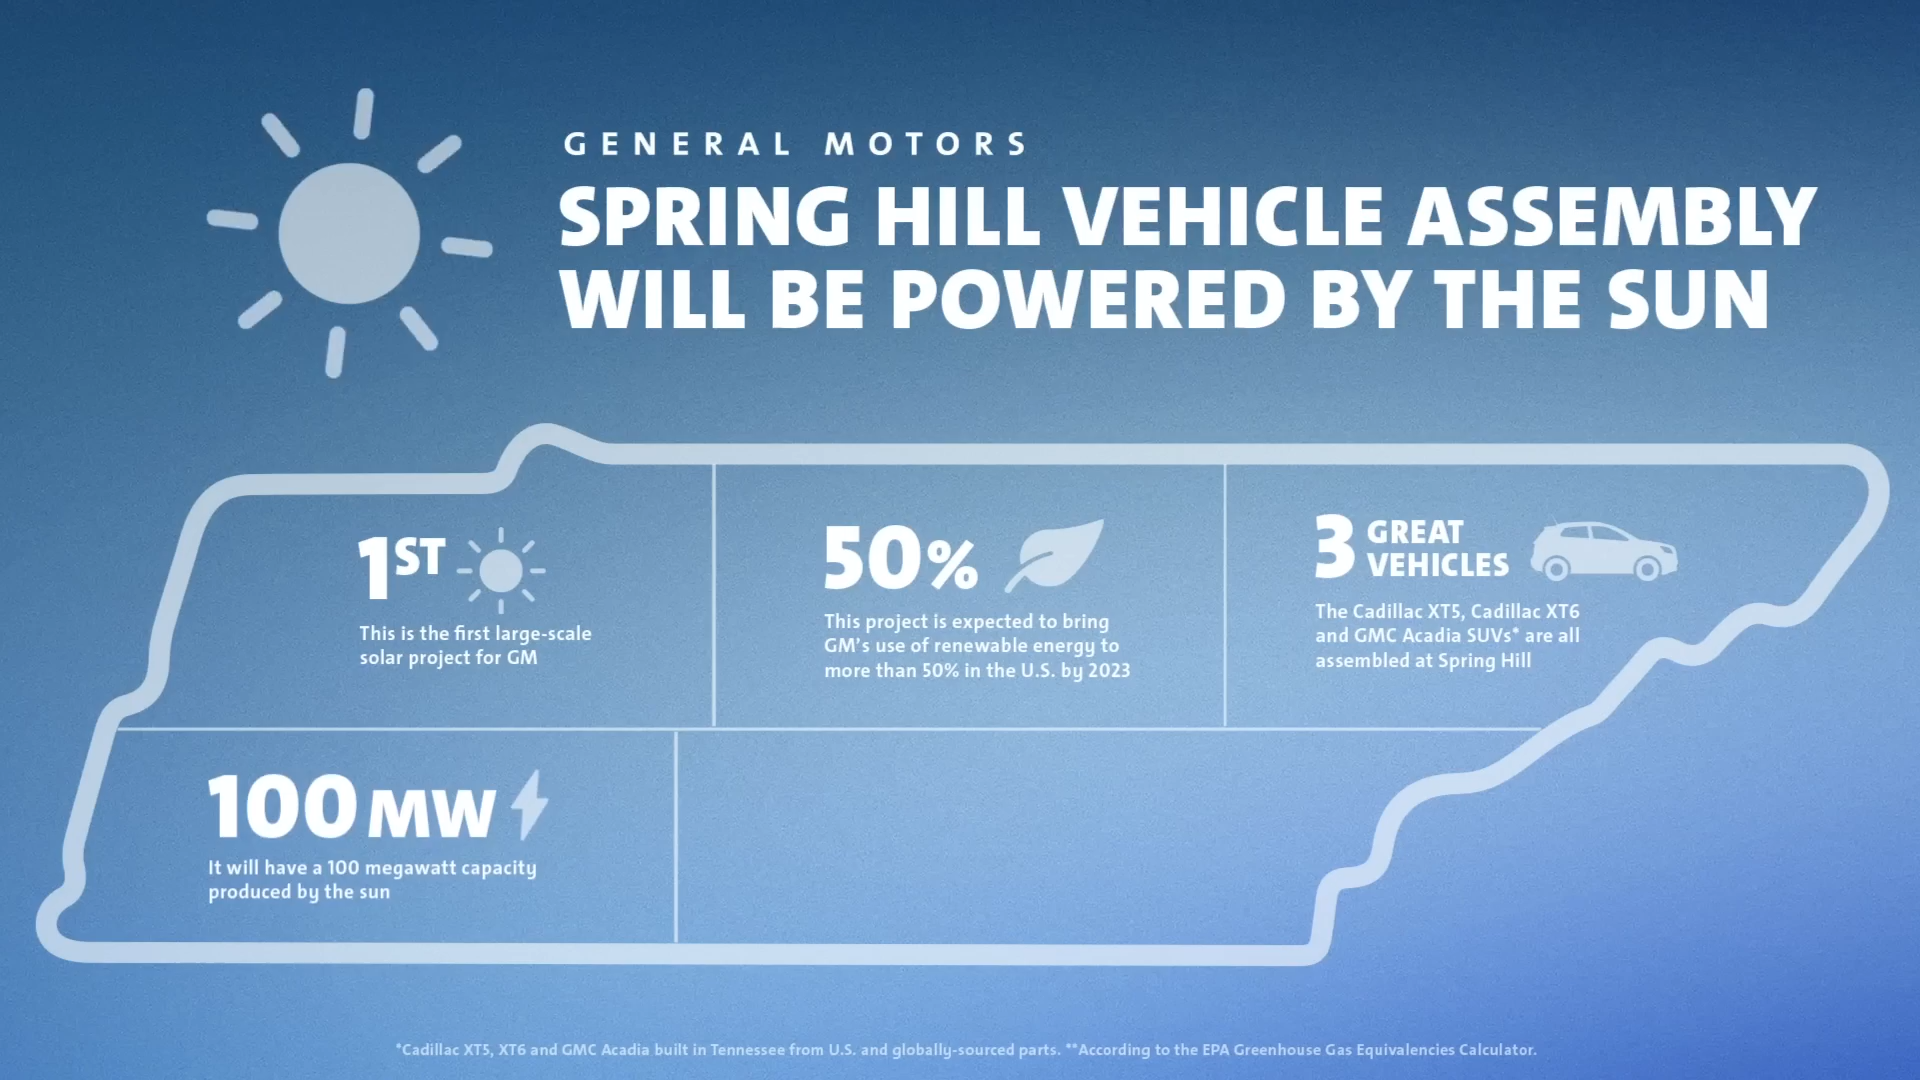 GENERAL MOTORS
SPRING HILL VEHICLE ASSEMBLY
WILL BE POWERED BY THE SUN
1ST
This is the first large-scale
solar project for GM
50%
This project is expected to bring
GM's use of renewable energy to
more than 50% in the U.S. by 2023
3 GREAT
VEHICLES
The Cadillac XT5, Cadillac XT6
and GMC Acadia SUVs* are all
assembled at Spring Hill
100 MW
It will have a 100 megawatt capacity
produced by the sun
*Cadillac XT5, XT6 and GMC Acadia built in Tennessee from U.S. and globally-sourced parts. **According to the EPA Greenhouse Gas Equivalencies Calculator.